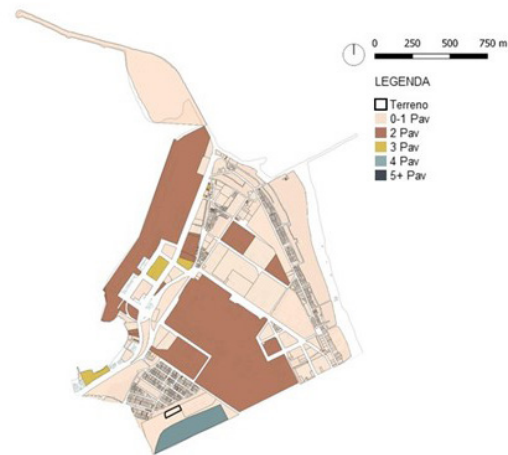 0 250 500 750 m
LEGENDA
Terreno
0-1 Pav
2 Pav
3 Pav
4 Pav
5+ Pav